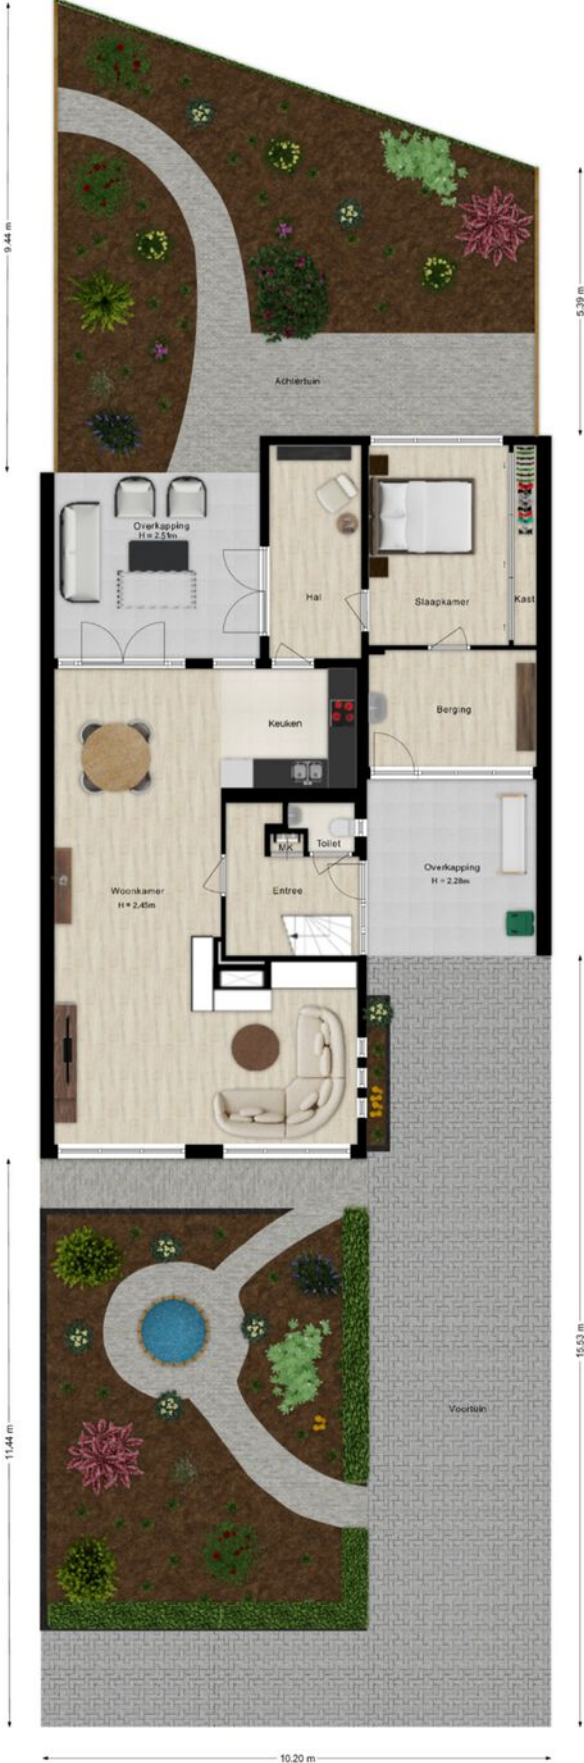 9.44 m
5.39 m
Achtertuin
Overkapping
H = 2.51m
Hal
Slaapkamer
Kast
Berging
Keuken
MK
Toilet
Overkapping
H = 2.28m
Woonkamer
H = 2.45m
Entree
11.44 m
15.53 m
Voortuin
10.20 m